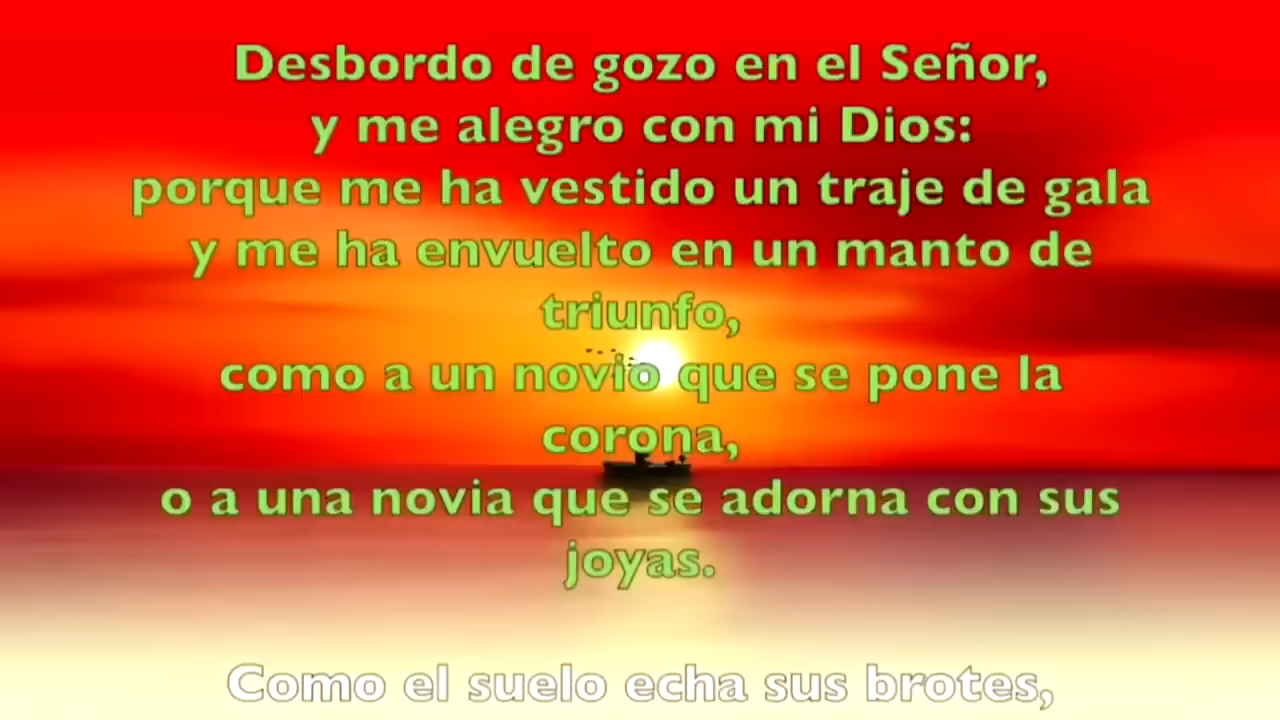 Desbordo de gozo en el Señor,
y me alegro con mi Dios:
porque me ha vestido un traje de gala
y me ha envuelto en un manto de
triunfo,
como a un novio que se pone la
corona,
o a una novia que se adorna con sus
joyas.
Como el suelo echa sus brotes,